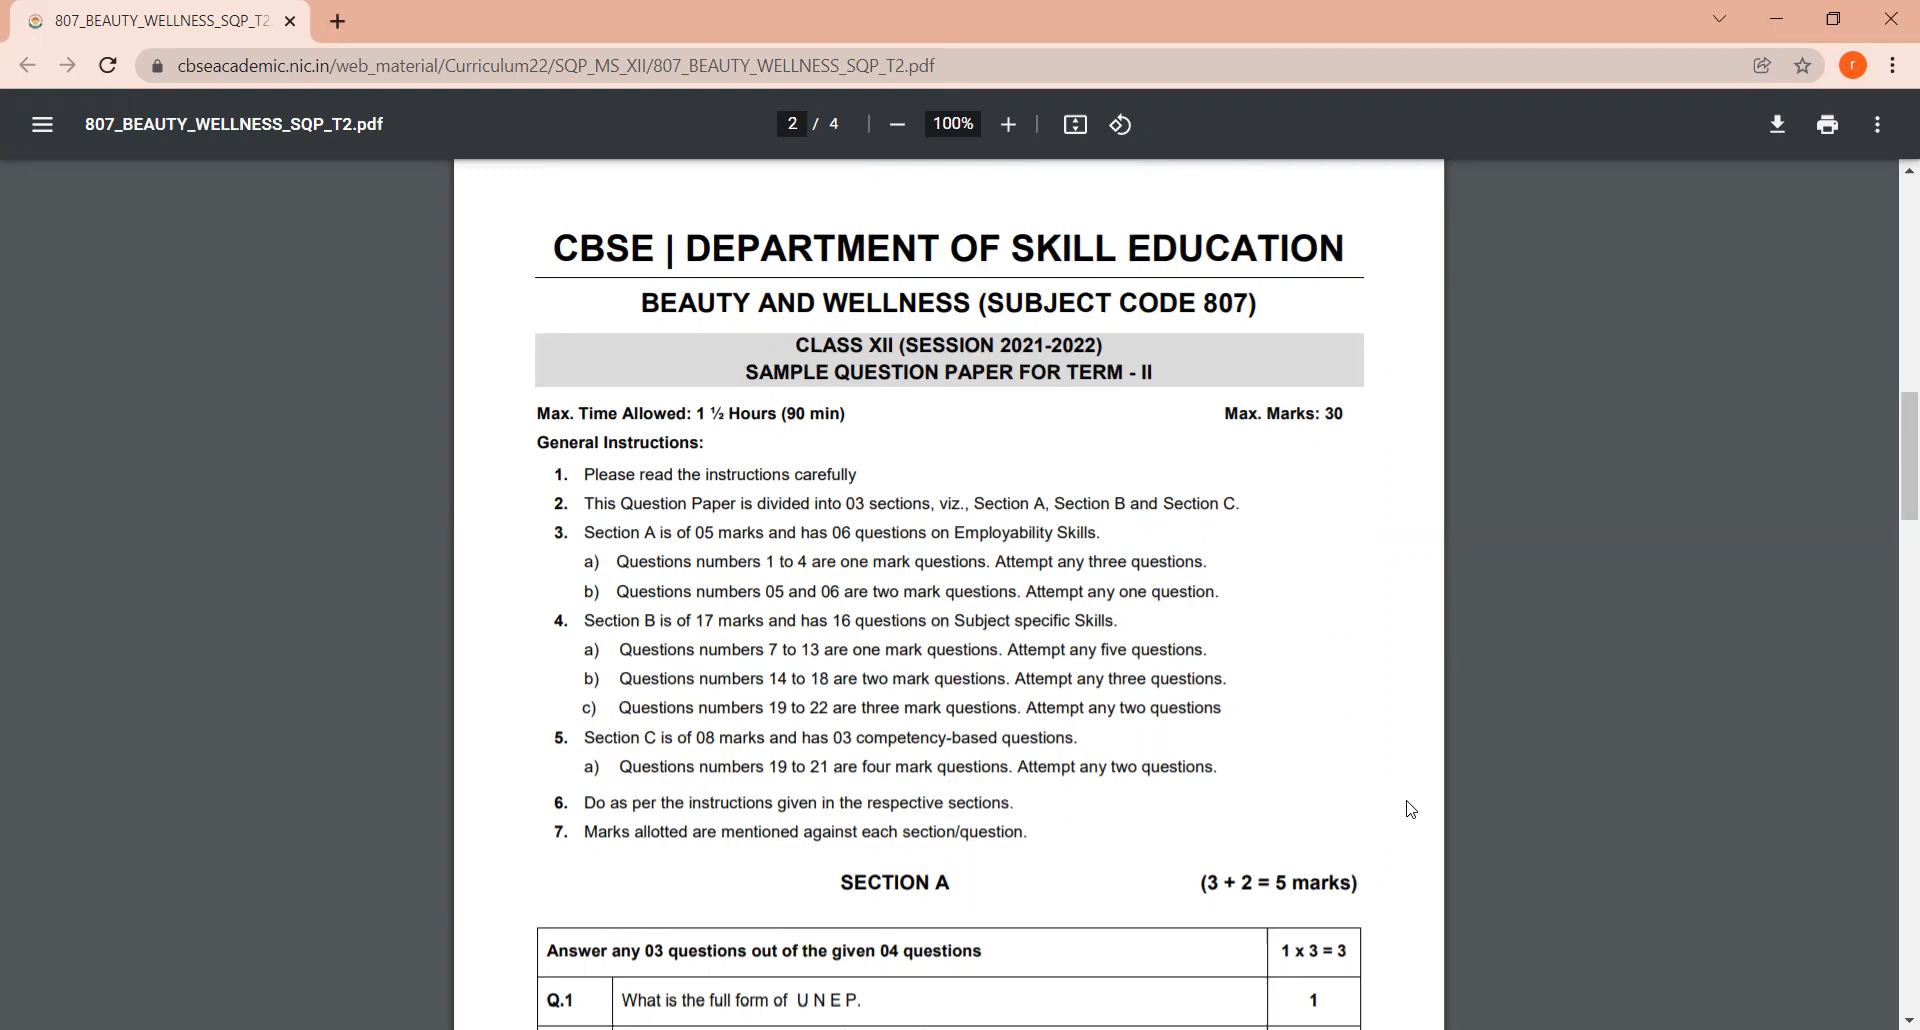 807_BEAUTY_WELLNESS_SQP_T2
cbseacademic.nic.in/web_material/Curriculum22/SQP_MS_XII/807_BEAUTY_WELLNESS_SQP_T2.pdf
r
807_BEAUTY_WELLNESS_SQP_T2.pdf
2 / 4
100%
CBSE | DEPARTMENT OF SKILL EDUCATION
BEAUTY AND WELLNESS (SUBJECT CODE 807)
CLASS XII (SESSION 2021-2022)
SAMPLE QUESTION PAPER FOR TERM - II
Max. Time Allowed: 1 ½ Hours (90 min) Max. Marks: 30
General Instructions:
1. Please read the instructions carefully
2. This Question Paper is divided into 03 sections, viz., Section A, Section B and Section C.
3. Section A is of 05 marks and has 06 questions on Employability Skills.
a) Questions numbers 1 to 4 are one mark questions. Attempt any three questions.
b) Questions numbers 05 and 06 are two mark questions. Attempt any one question.
4. Section B is of 17 marks and has 16 questions on Subject specific Skills.
a) Questions numbers 7 to 13 are one mark questions. Attempt any five questions.
b) Questions numbers 14 to 18 are two mark questions. Attempt any three questions.
c) Questions numbers 19 to 22 are three mark questions. Attempt any two questions
5. Section C is of 08 marks and has 03 competency-based questions.
a) Questions numbers 19 to 21 are four mark questions. Attempt any two questions.
6. Do as per the instructions given in the respective sections.
7. Marks allotted are mentioned against each section/question.
SECTION A (3 + 2 = 5 marks)
Answer any 03 questions out of the given 04 questions 1 x 3 = 3
Q.1 What is the full form of U N E P. 1